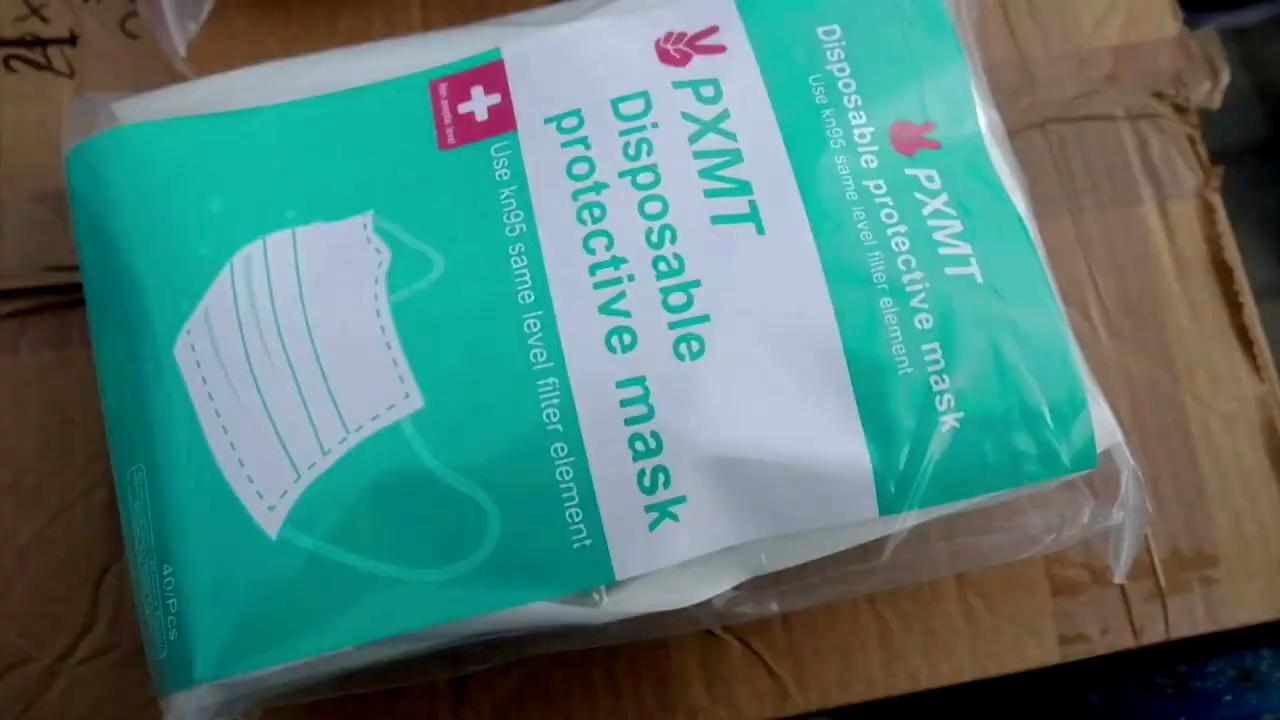 PXMT
Disposable
protective mask
Use kn95 same level filter element
40/Pcs
PXMT
Disposable protective mask
Use kn95 same level filter element